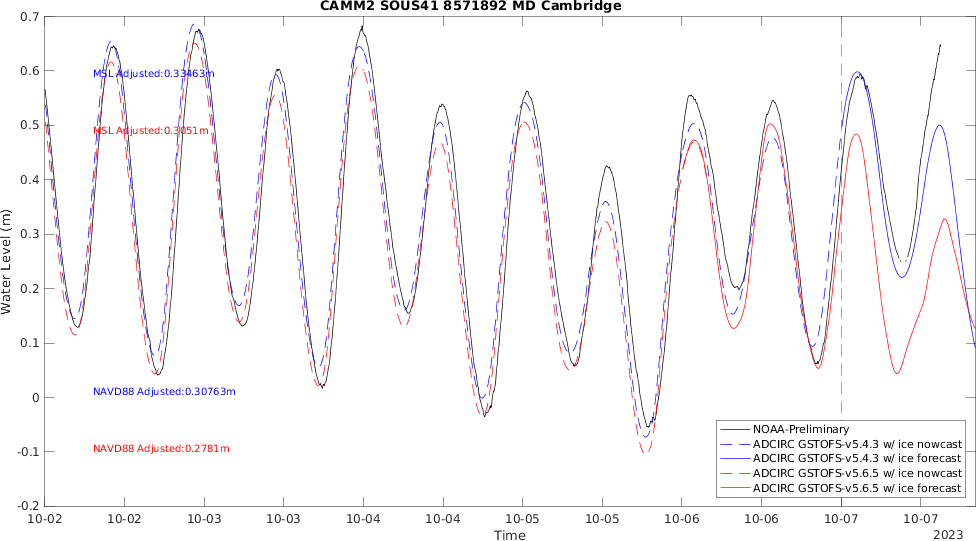 CAMM2 SOUS41 8571892 MD Cambridge
0.7
0.6
0.5
0.4
0.3
0.2
0.1
0
-0.1
-0.2
Water Level (m)
MSL Adjusted:0.33463m
MSL Adjusted:0.3051m
NAVD88 Adjusted:0.30763m
NAVD88 Adjusted:0.2781m
NOAA-Preliminary
ADCIRC GSTOFS-v5.4.3 w/ ice nowcast
ADCIRC GSTOFS-v5.4.3 w/ ice forecast
ADCIRC GSTOFS-v5.6.5 w/ ice nowcast
ADCIRC GSTOFS-v5.6.5 w/ ice forecast
10-02 10-02 10-03 10-03 10-04 10-04 10-05 10-05 10-06 10-06 10-07 10-07
Time
2023